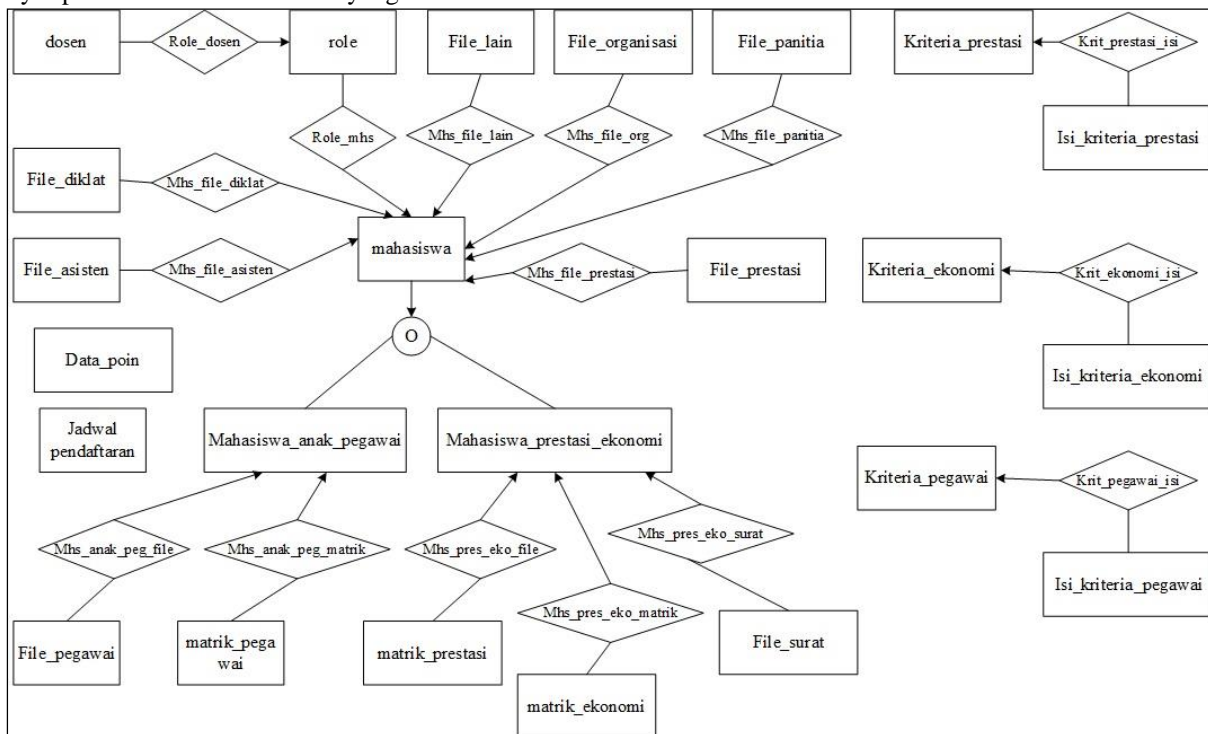 dosen
Role_dosen
role
File_lain
File_organisasi
File_panitia
Kriteria_prestasi
Krit_prestasi_isi
Role_mhs
Mhs_file_lain
Mhs_file_org
Mhs_file_panitia
Isi_kriteria_prestasi
File_diklat
Mhs_file_diklat
mahasiswa
File_asisten
Mhs_file_asisten
Mhs_file_prestasi
File_prestasi
Kriteria_ekonomi
Krit_ekonomi_isi
O
Data_poin
Isi_kriteria_ekonomi
Jadwal
pendaftaran
Mahasiswa_anak_pegawai
Mahasiswa_prestasi_ekonomi
Kriteria_pegawai
Krit_pegawai_isi
Mhs_anak_peg_file
Mhs_anak_peg_matrik
Mhs_pres_eko_file
Mhs_pres_eko_surat
Isi_kriteria_pegawai
Mhs_pres_eko_matrik
File_pegawai
matrik_pega
wai
matrik_prestasi
File_surat
matrik_ekonomi